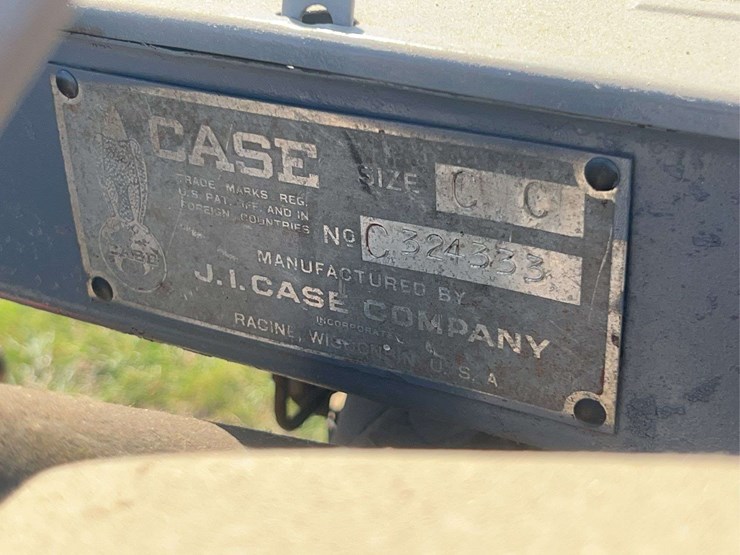 CASE
TRADE MARKS REG.
U.S. PAT. OFF. AND IN
FOREIGN COUNTRIES
CASE
SIZE C C
Nº C324333
MANUFACTURED BY
J.I.CASE COMPANY
INCORPORATED
RACINE, WISCONSIN U.S.A